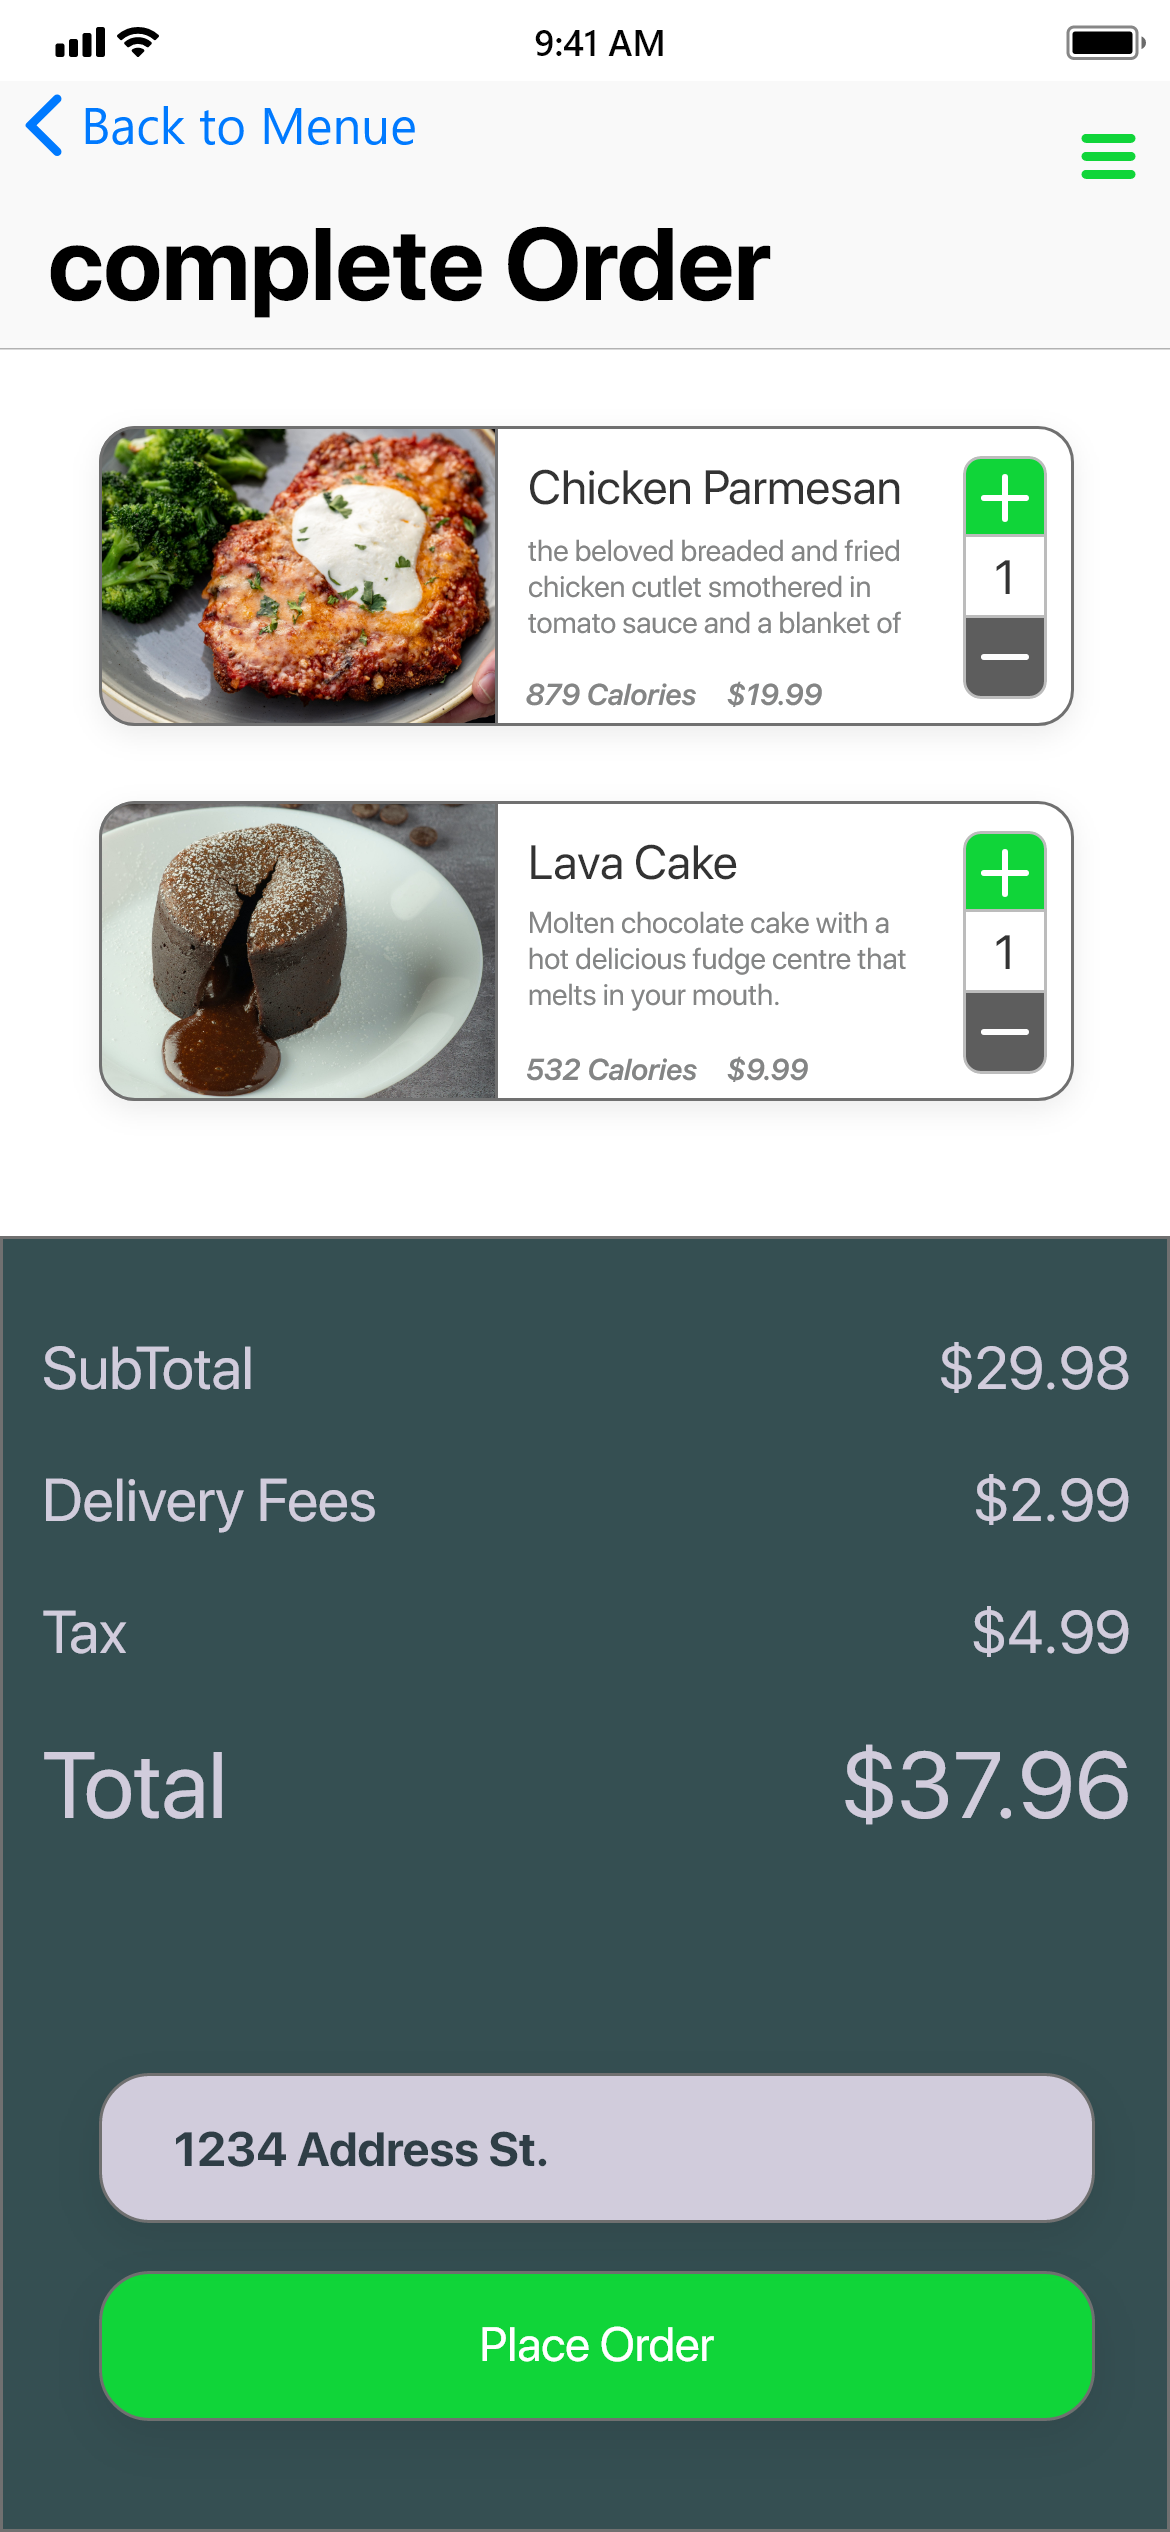 9:41 AM
Back to Menue
complete Order
Chicken Parmesan
the beloved breaded and fried
chicken cutlet smothered in
tomato sauce and a blanket of
879 Calories $19.99
1
Lava Cake
Molten chocolate cake with a
hot delicious fudge centre that
melts in your mouth.
532 Calories $9.99
1
SubTotal $29.98
Delivery Fees $2.99
Tax $4.99
Total $37.96
1234 Address St.
Place Order